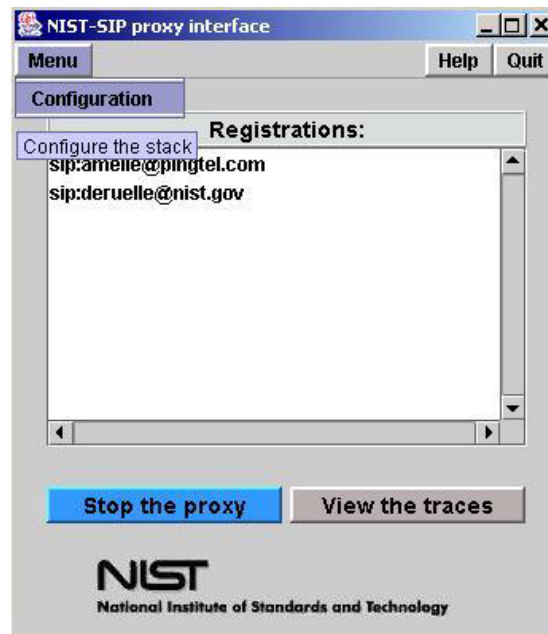 NIST-SIP proxy interface
Menu Help Quit
Configuration
Registrations:
Configure the stack
sip:amelie@pingtel.com
sip:deruelle@nist.gov
Stop the proxy View the traces
NIST
National Institute of Standards and Technology